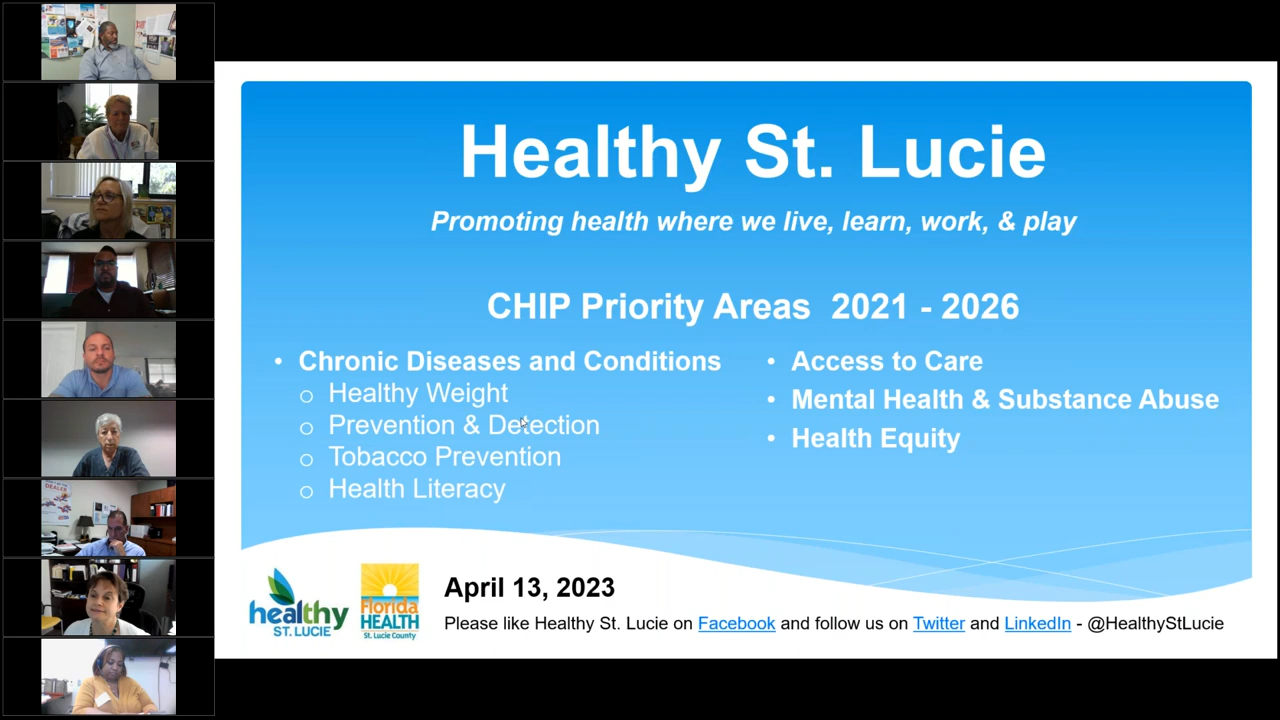 Healthy St. Lucie
Promoting health where we live, learn, work, & play
CHIP Priority Areas 2021 - 2026
• Chronic Diseases and Conditions
o Healthy Weight
o Prevention & Detection
o Tobacco Prevention
o Health Literacy
• Access to Care
• Mental Health & Substance Abuse
• Health Equity
healthy
ST. LUCIE
Florida
HEALTH
St. Lucie County
April 13, 2023
Please like Healthy St. Lucie on Facebook and follow us on Twitter and LinkedIn - @HealthyStLucie
DEALER